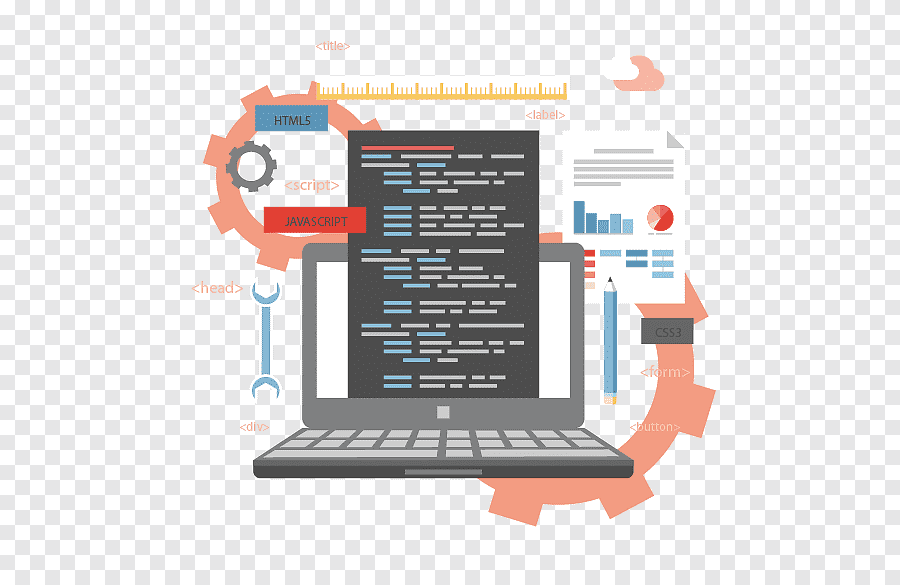 <title>
<label>
HTML5
<script>
JAVASCRIPT
<head>
CSS3
<form>
<div>
<button>